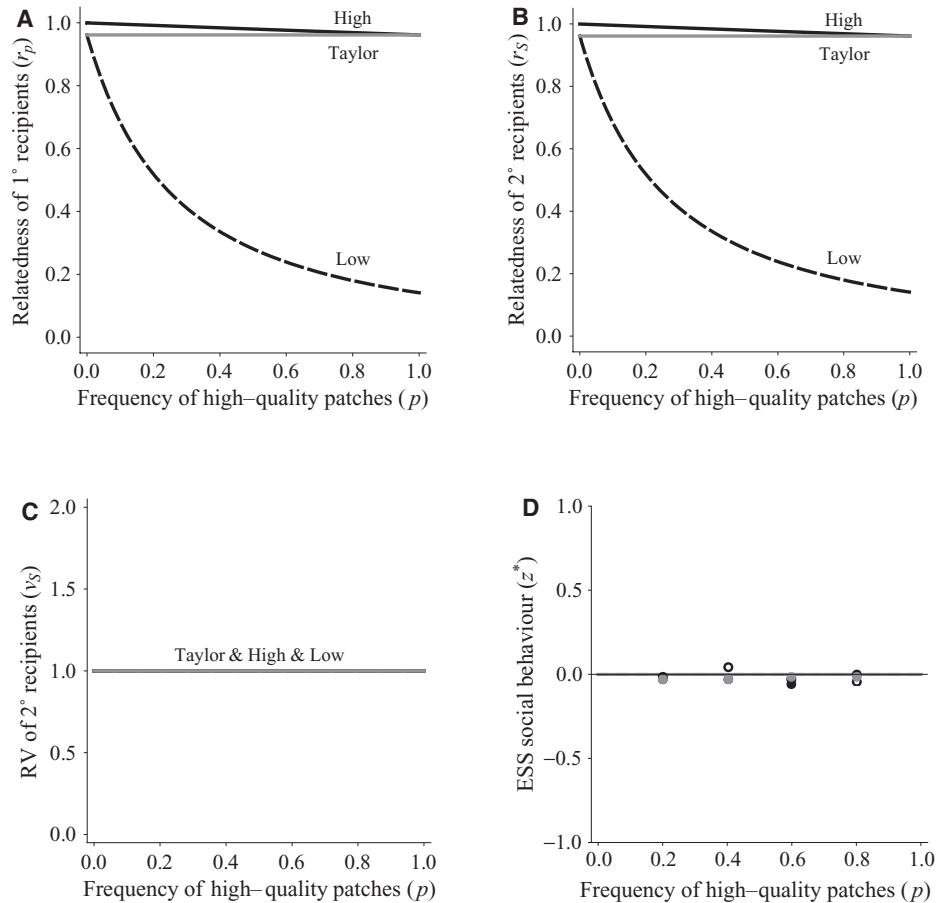 A
Relatedness of 1° recipients (rp)
1.0
0.8
0.6
0.4
0.2
0.0
High
Taylor
Low
0.0 0.2 0.4 0.6 0.8 1.0
Frequency of high–quality patches (p)
B
Relatedness of 2° recipients (rS)
1.0
0.8
0.6
0.4
0.2
0.0
High
Taylor
Low
0.0 0.2 0.4 0.6 0.8 1.0
Frequency of high–quality patches (p)
C
RV of 2° recipients (vS)
2.0
1.5
1.0
0.5
0.0
Taylor & High & Low
0.0 0.2 0.4 0.6 0.8 1.0
Frequency of high–quality patches (p)
D
ESS social behaviour (z*)
1.0
0.5
0.0
−0.5
−1.0
0.0 0.2 0.4 0.6 0.8 1.0
Frequency of high–quality patches (p)